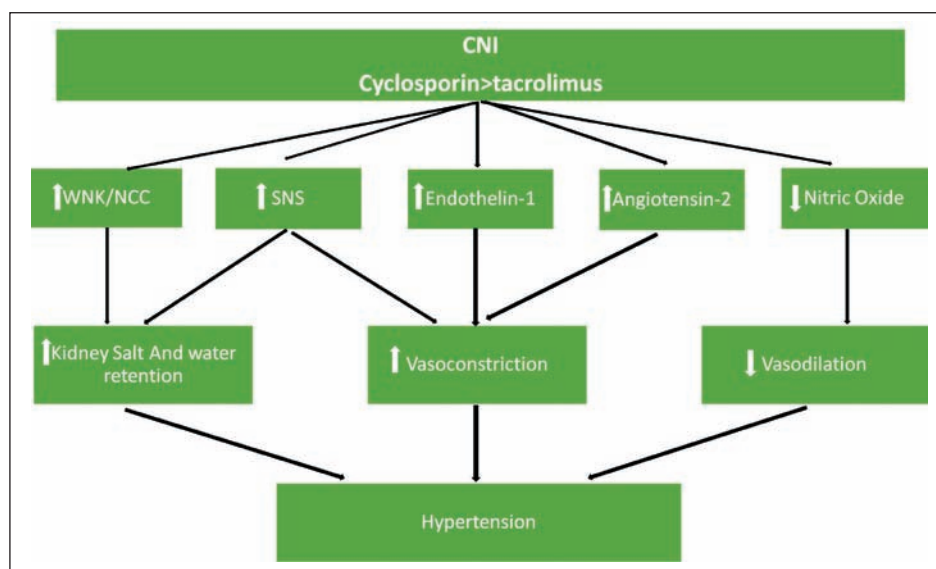 CNI
Cyclosporin>tacrolimus
WNK/NCC
SNS
Endothelin-1
Angiotensin-2
Nitric Oxide
Kidney Salt And water
retention
Vasoconstriction
Vasodilation
Hypertension